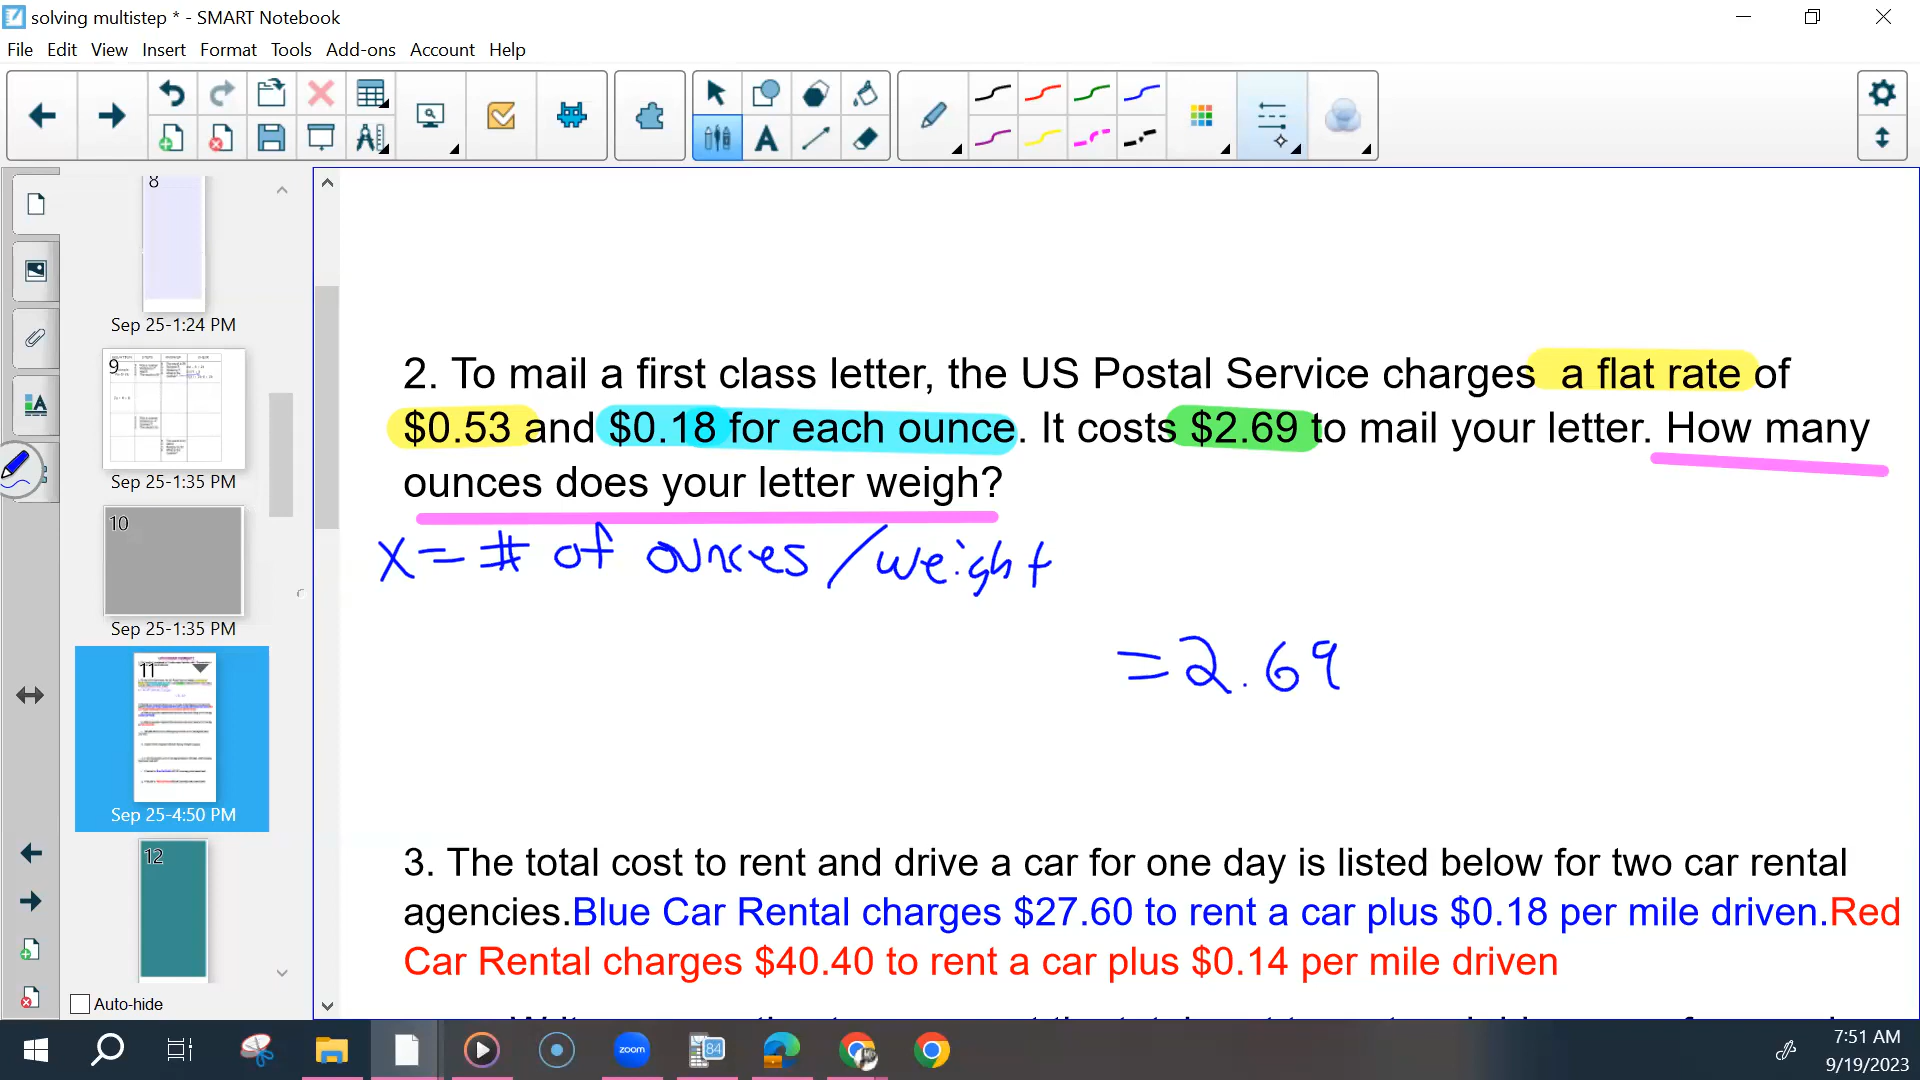 solving multistep * - SMART Notebook
File Edit View Insert Format Tools Add-ons Account Help
8
Sep 25-1:24 PM
9
Sep 25-1:35 PM
10
Sep 25-1:35 PM
11
Sep 25-4:50 PM
12
Auto-hide
2. To mail a first class letter, the US Postal Service charges a flat rate of
$0.53 and $0.18 for each ounce. It costs $2.69 to mail your letter. How many
ounces does your letter weigh?
x = # of ounces / weight
= 2.69
3. The total cost to rent and drive a car for one day is listed below for two car rental
agencies.Blue Car Rental charges $27.60 to rent a car plus $0.18 per mile driven.Red
Car Rental charges $40.40 to rent a car plus $0.14 per mile driven
zoom
84
7:51 AM
9/19/2023